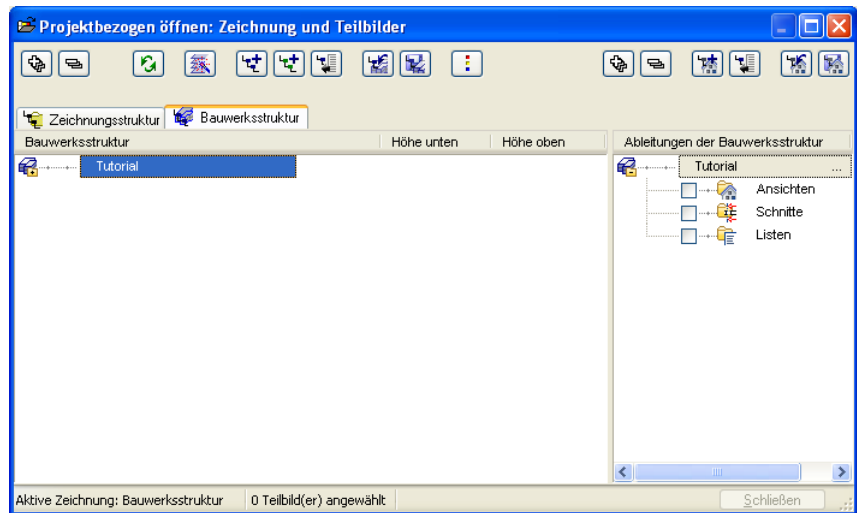 Projektbezogen öffnen: Zeichnung und Teilbilder
Zeichnungsstruktur Bauwerksstruktur
Bauwerksstruktur Höhe unten Höhe oben
Tutorial
Ableitungen der Bauwerksstruktur
Tutorial ...
Ansichten
Schnitte
Listen
Aktive Zeichnung: Bauwerksstruktur 0 Teilbild(er) angewählt Schließen